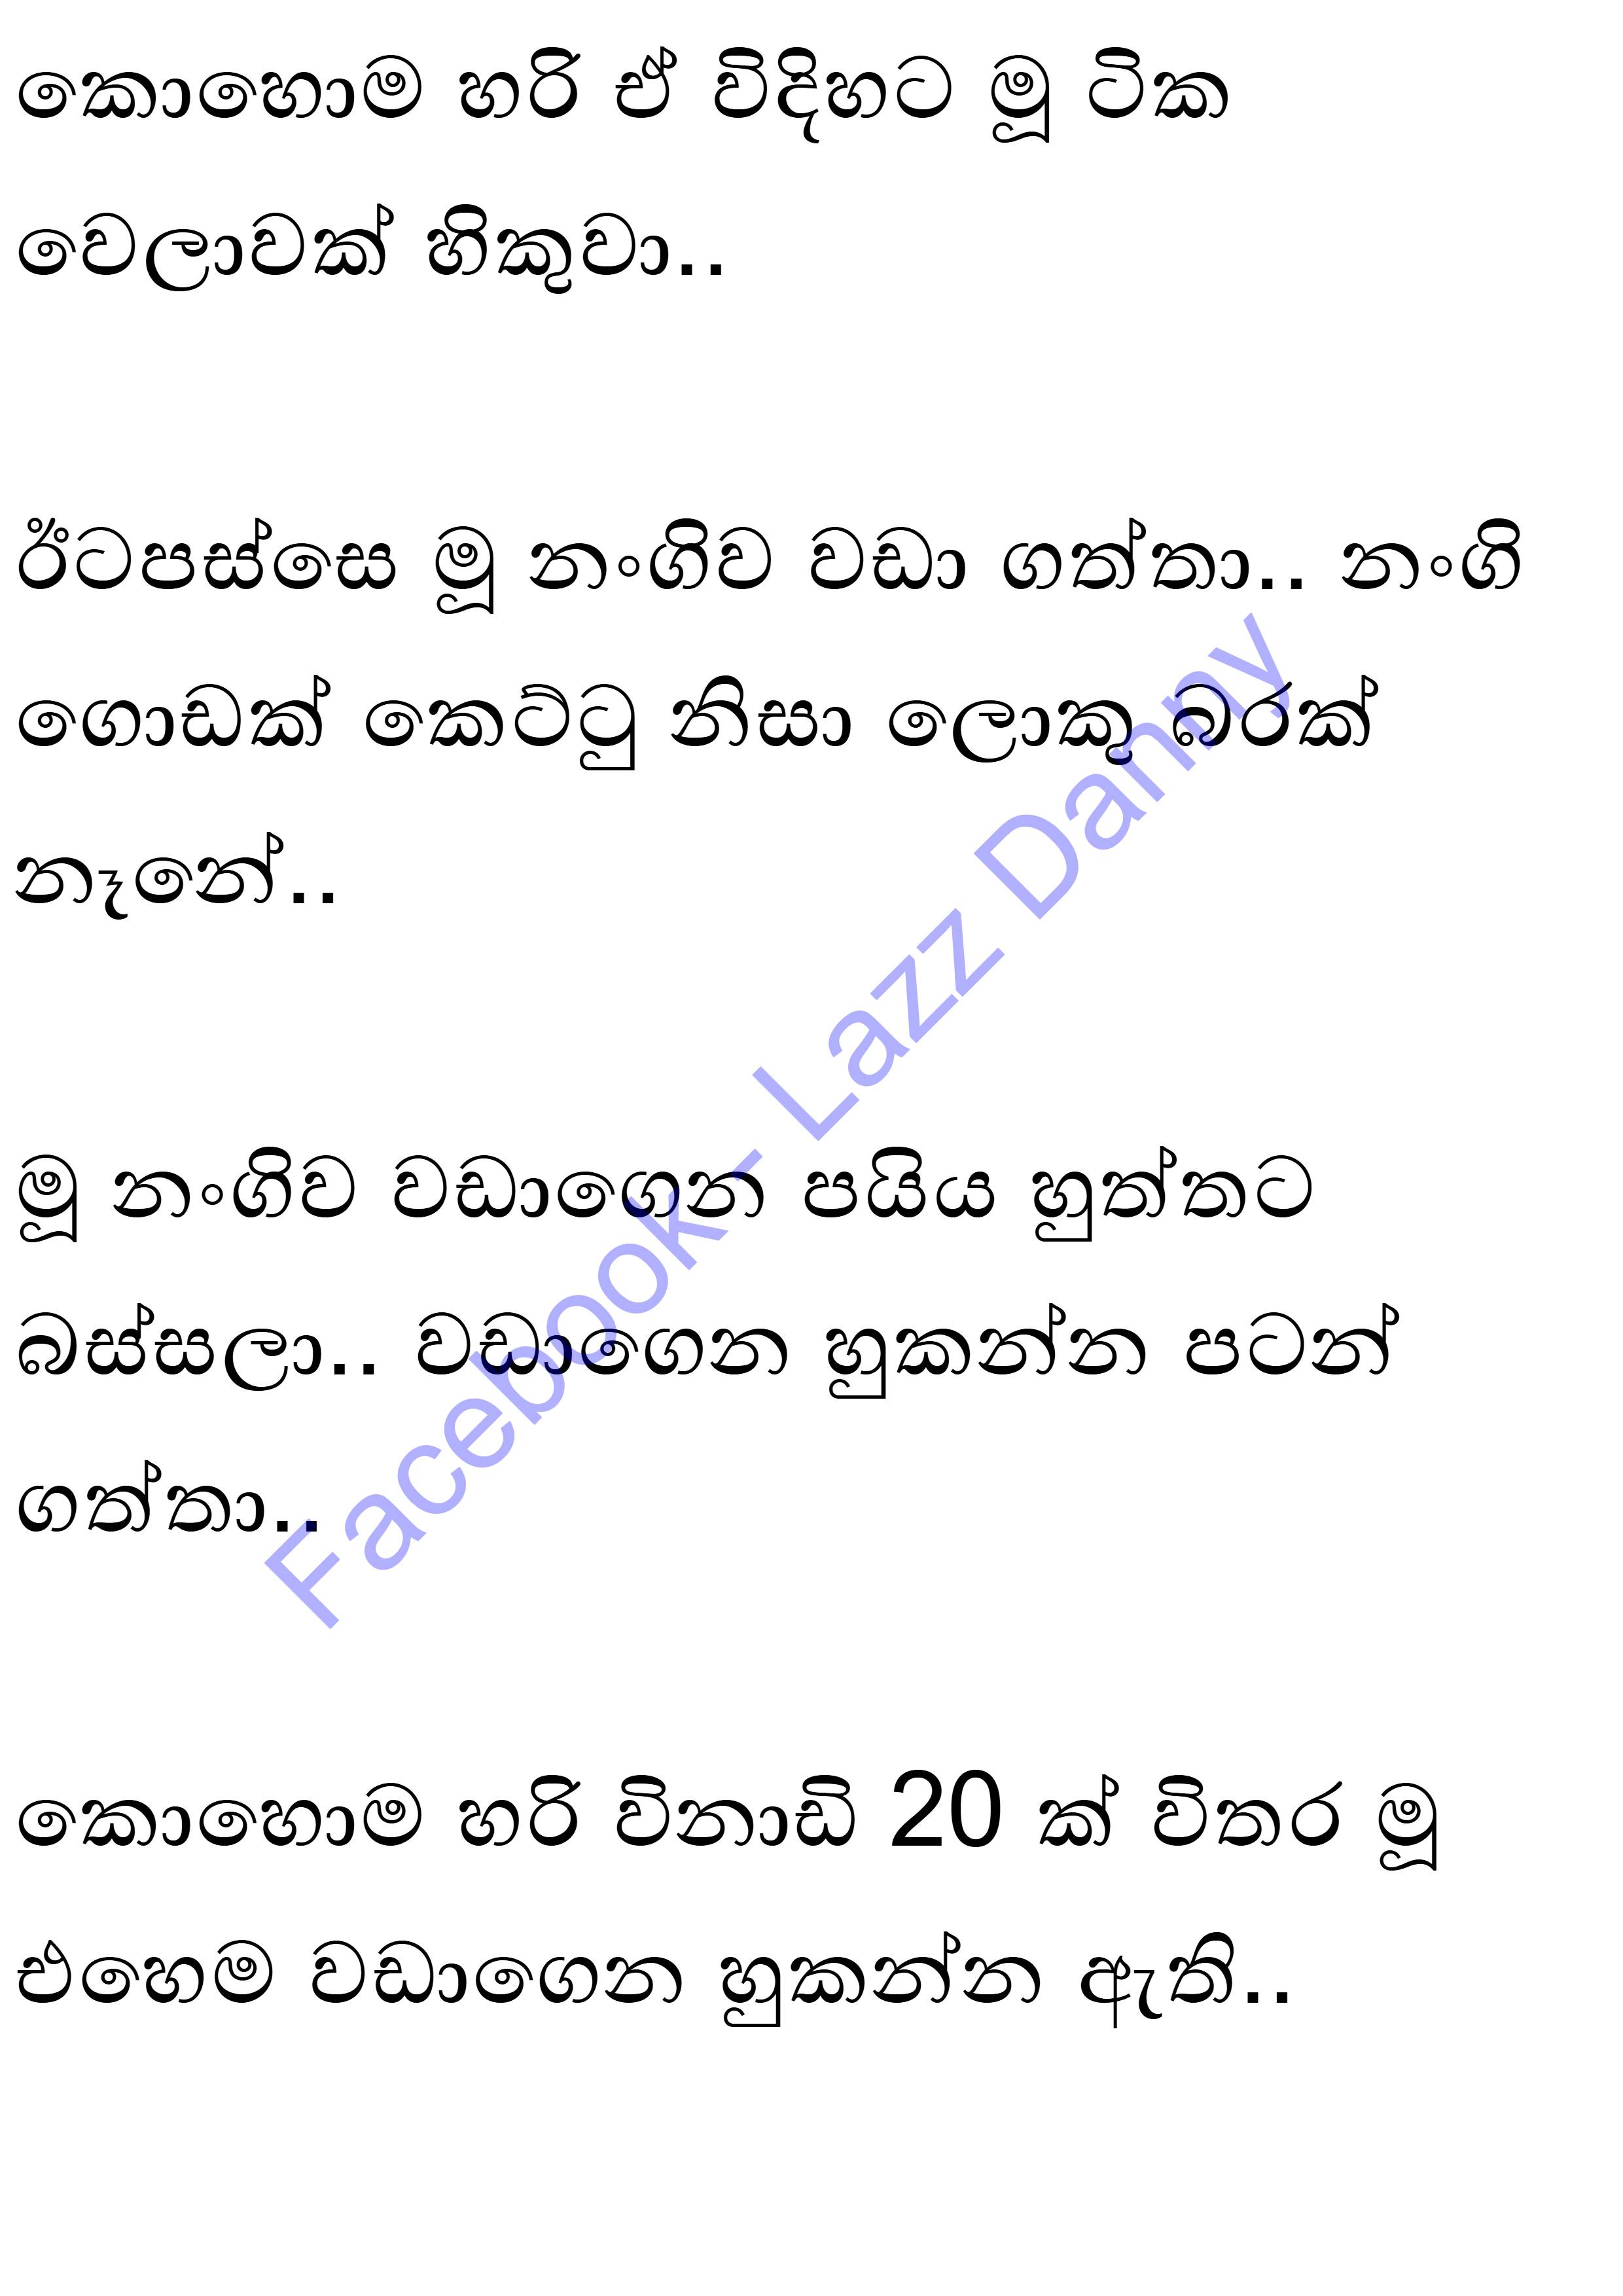 කොහොම හරි ඒ විදිහට මූ ටික
වෙලාවක් හිකුවා..
ඊටපස්සෙ මූ නංගිව වඩා ගත්තා.. නංගි
ගොඩක් කෙට්ටු නිසා ලොකු බරක්
නෑනේ..
මූ නංගිව වඩාගෙන පයිය හුත්තට
බස්සලා.. වඩාගෙන හුකන්න පටන්
ගත්තා..
කොහොම හරි විනාඩි 20 ක් විතර මූ
එහෙම වඩාගෙන හුකන්න ඇති..
Facebook - Lazz Danny